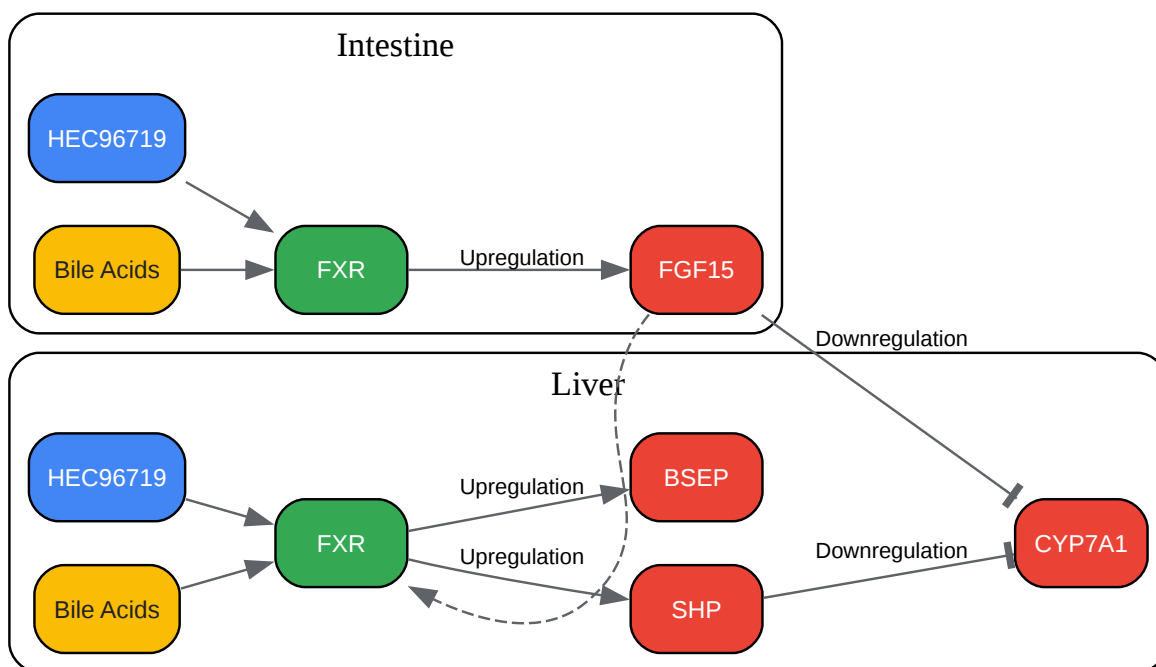 Intestine
HEC96719
Bile Acids
FXR
Upregulation
FGF15
Downregulation
Liver
HEC96719
Bile Acids
FXR
Upregulation
Upregulation
BSEP
SHP
Downregulation
CYP7A1